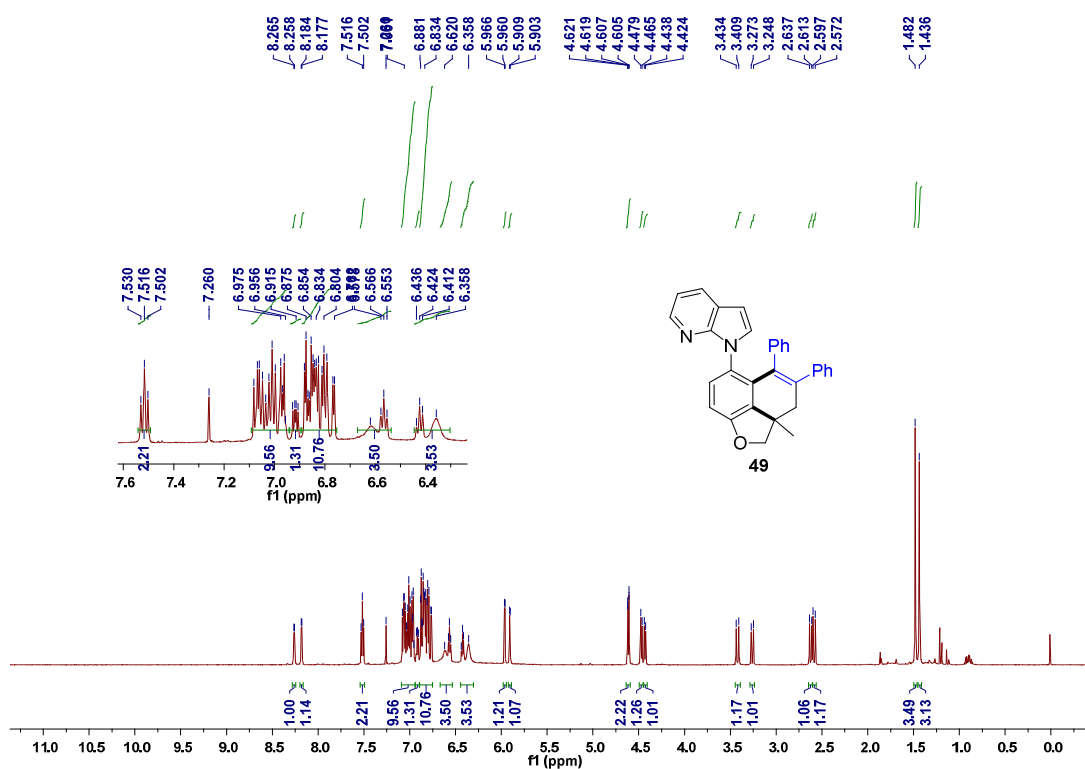 8.265 8.258 8.184 8.177 7.516 7.502 7.260 6.881 6.834 6.620 6.358 5.966 5.960 5.909 5.903 4.621 4.619 4.607 4.605 4.479 4.465 4.438 4.424 3.434 3.409 3.273 3.248 2.637 2.613 2.597 2.572 1.482 1.436
7.530 7.516 7.502 7.260 6.975 6.956 6.915 6.875 6.854 6.834 6.804 6.566 6.553 6.436 6.424 6.412 6.358
N
N
Ph
Ph
O
49
2.21 9.56 1.31 10.76 3.50 3.53
7.6 7.4 7.2 7.0 6.8 6.6 6.4
f1 (ppm)
1.00 1.14 2.21 9.56 1.31 10.76 3.50 3.53 1.21 1.07 2.22 1.26 1.01 1.17 1.01 1.06 1.17 3.49 3.13
11.0 10.5 10.0 9.5 9.0 8.5 8.0 7.5 7.0 6.5 6.0 5.5 5.0 4.5 4.0 3.5 3.0 2.5 2.0 1.5 1.0 0.5 0.0
f1 (ppm)